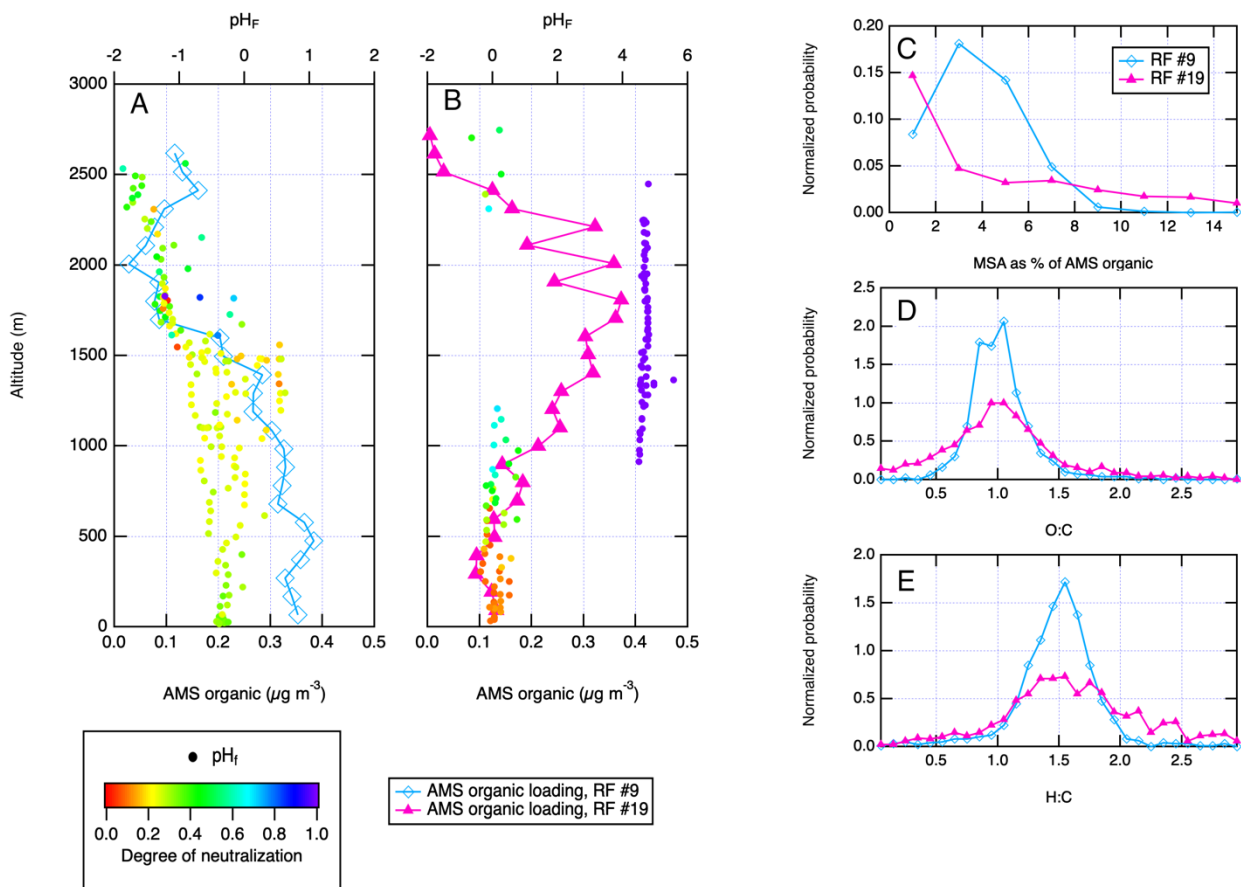 pH_F
-2 -1 0 1 2
A
3000
2500
2000
1500
1000
500
0
Altitude (m)
0.0 0.1 0.2 0.3 0.4 0.5
AMS organic (µg m⁻³)
pH_F
-2 0 2 4 6
B
0.0 0.1 0.2 0.3 0.4 0.5
AMS organic (µg m⁻³)
pH_f
0.0 0.2 0.4 0.6 0.8 1.0
Degree of neutralization
AMS organic loading, RF #9
AMS organic loading, RF #19
C
RF #9
RF #19
0.20
0.15
0.10
0.05
0.00
Normalized probability
0 2 4 6 8 10 12 14
MSA as % of AMS organic
D
2.5
2.0
1.5
1.0
0.5
0.0
Normalized probability
0.5 1.0 1.5 2.0 2.5
O:C
E
2.0
1.5
1.0
0.5
0.0
Normalized probability
0.5 1.0 1.5 2.0 2.5
H:C